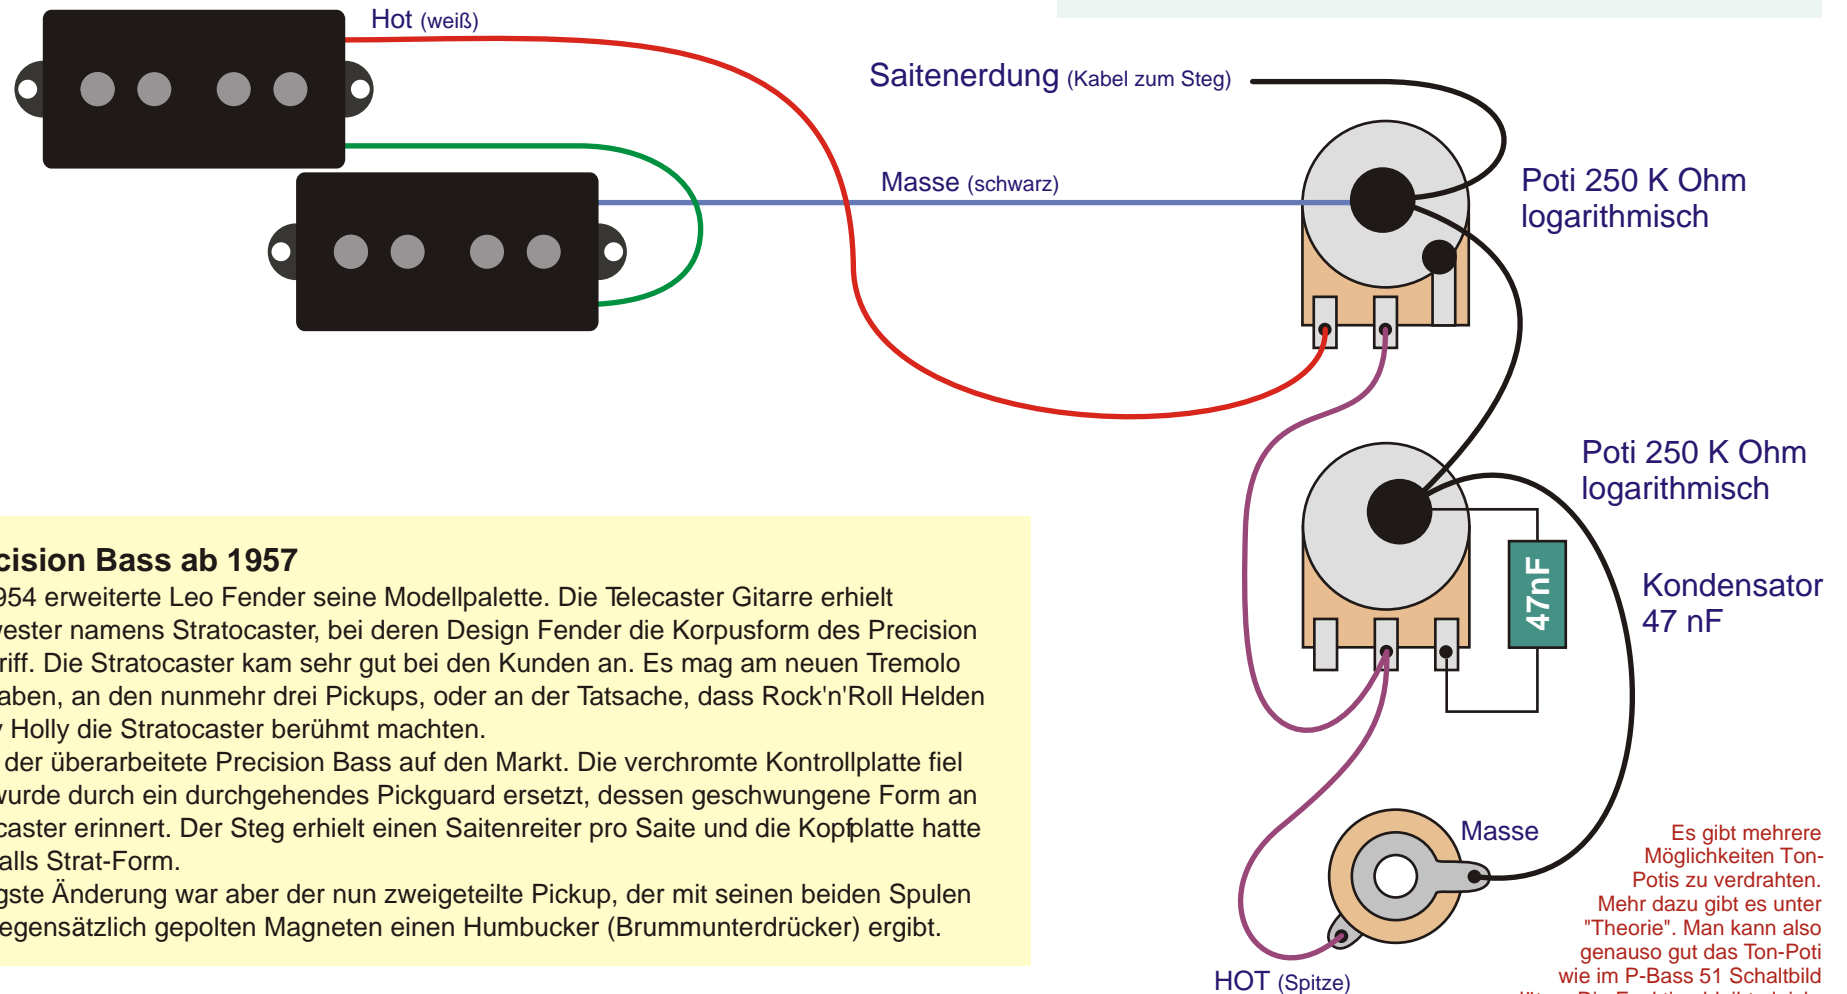 Hot (weiß)
Saitenerdung (Kabel zum Steg)
Masse (schwarz)
Poti 250 K Ohm
logarithmisch
Poti 250 K Ohm
logarithmisch
47nF
Kondensator
47 nF
cision Bass ab 1957
954 erweiterte Leo Fender seine Modellpalette. Die Telecaster Gitarre erhielt
vester namens Stratocaster, bei deren Design Fender die Korpusform des Precision
riff. Die Stratocaster kam sehr gut bei den Kunden an. Es mag am neuen Tremolo
aben, an den nunmehr drei Pickups, oder an der Tatsache, dass Rock'n'Roll Helden
y Holly die Stratocaster berühmt machten.
der überarbeitete Precision Bass auf den Markt. Die verchromte Kontrollplatte fiel
wurde durch ein durchgehendes Pickguard ersetzt, dessen geschwungene Form an
caster erinnert. Der Steg erhielt einen Saitenreiter pro Saite und die Kopfplatte hatte
alls Strat-Form.
gste Änderung war aber der nun zweigeteilte Pickup, der mit seinen beiden Spulen
egensätzlich gepolten Magneten einen Humbucker (Brummunterdrücker) ergibt.
Masse
HOT (Spitze)
Es gibt mehrere
Möglichkeiten Ton-
Potis zu verdrahten.
Mehr dazu gibt es unter
"Theorie". Man kann also
genauso gut das Ton-Poti
wie im P-Bass 51 Schaltbild